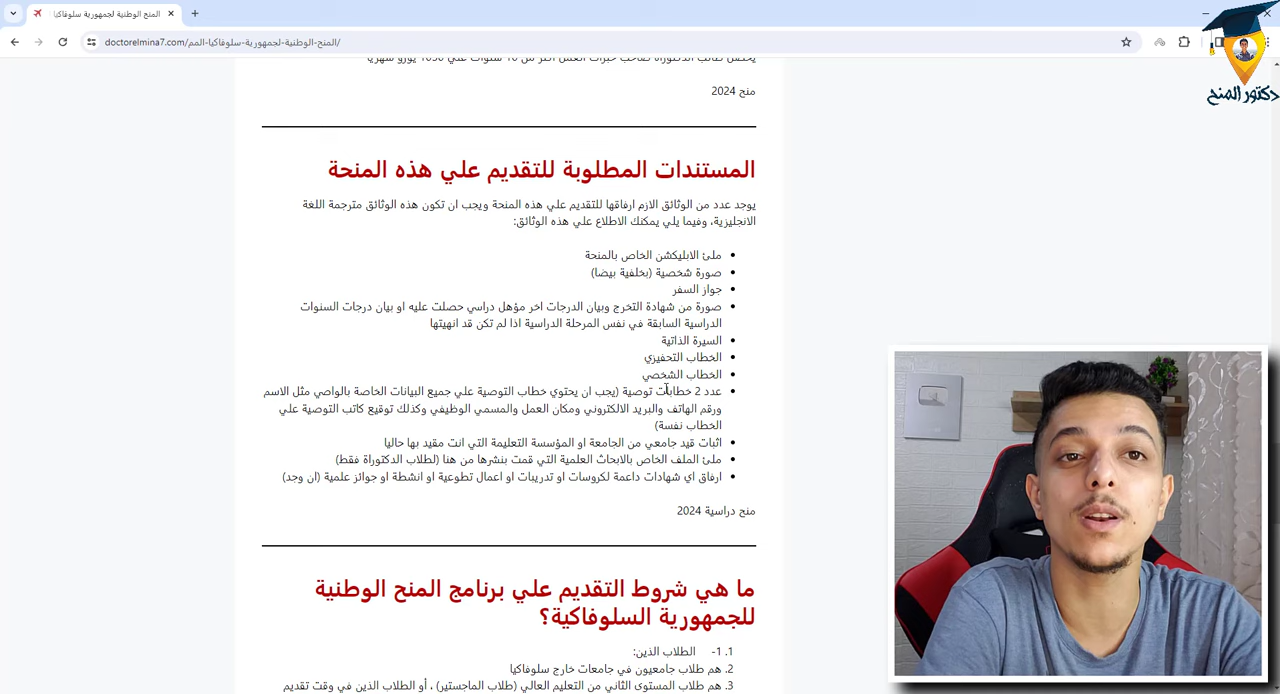 المنح الوطنية لجمهورية سلوفاكيا
doctorelmina7.com/المنح-الوطنية-لجمهورية-سلوفاكيا-المم/
دكتور المنح
يحصل طالب الدكتوراة صاحب خبرات العمل اكثر من 10 سنوات علي 1050 يورو شهريا
منح 2024
المستندات المطلوبة للتقديم علي هذه المنحة
يوجد عدد من الوثائق الازم ارفاقها للتقديم علي هذه المنحة ويجب ان تكون هذه الوثائق مترجمة اللغة
الانجليزية، وفيما يلي يمكنك الاطلاع علي هذه الوثائق:
ملئ الابليكشن الخاص بالمنحة
صورة شخصية (بخلفية بيضا)
جواز السفر
صورة من شهادة التخرج وبيان الدرجات اخر مؤهل دراسي حصلت عليه او بيان درجات السنوات
الدراسية السابقة في نفس المرحلة الدراسية اذا لم تكن قد انهيتها
السيرة الذاتية
الخطاب التحفيزي
الخطاب الشخصي
عدد 2 خطابات توصية (يجب ان يحتوي خطاب التوصية علي جميع البيانات الخاصة بالواصي مثل الاسم
ورقم الهاتف والبريد الالكتروني ومكان العمل والمسمي الوظيفي وكذلك توقيع كاتب التوصية علي
الخطاب نفسة)
اثبات قيد جامعي من الجامعة او المؤسسة التعليمة التي انت مقيد بها حاليا
ملئ الملف الخاص بالابحاث العلمية التي قمت بنشرها من هنا (لطلاب الدكتوراة فقط)
ارفاق اي شهادات داعمة لكروسات او تدريبات او اعمال تطوعية او انشطة او جوائز علمية (ان وجد)
منح دراسية 2024
ما هي شروط التقديم علي برنامج المنح الوطنية
للجمهورية السلوفاكية؟
1. 1- الطلاب الذين:
2. هم طلاب جامعيون في جامعات خارج سلوفاكيا
3. هم طلاب المستوى الثاني من التعليم العالي (طلاب الماجستير) ، أو الطلاب الذين في وقت تقديم